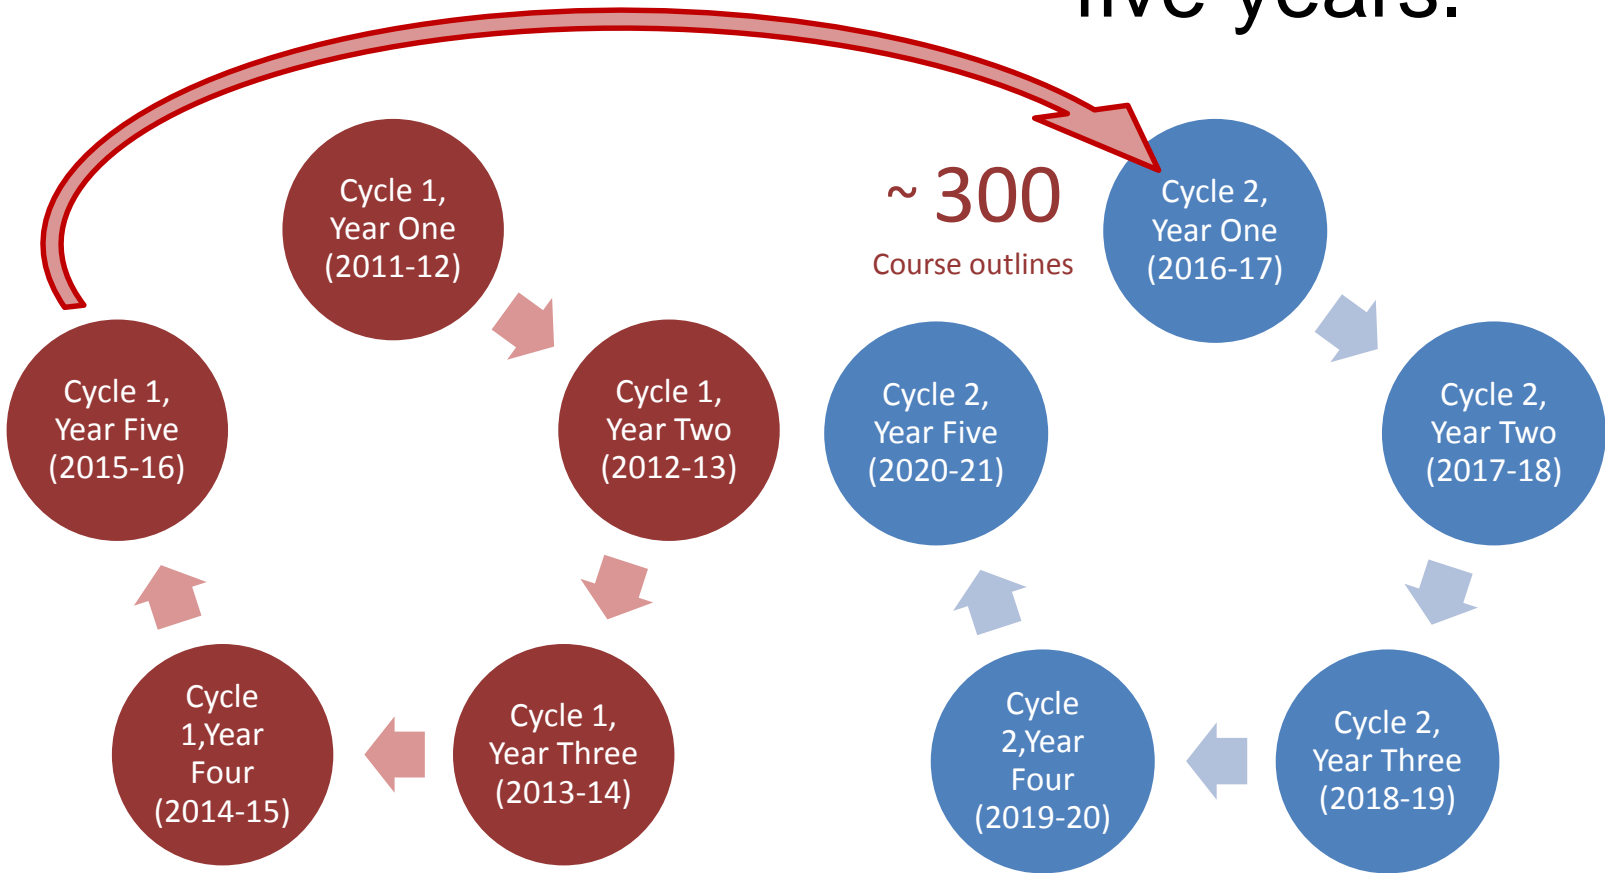 five years.
Cycle 1,
Year One
(2011-12)
~ 300
Course outlines
Cycle 2,
Year One
(2016-17)
Cycle 1,
Year Five
(2015-16)
Cycle 1,
Year Two
(2012-13)
Cycle 2,
Year Five
(2020-21)
Cycle 2,
Year Two
(2017-18)
Cycle
1,Year
Four
(2014-15)
Cycle 1,
Year Three
(2013-14)
Cycle
2,Year
Four
(2019-20)
Cycle 2,
Year Three
(2018-19)